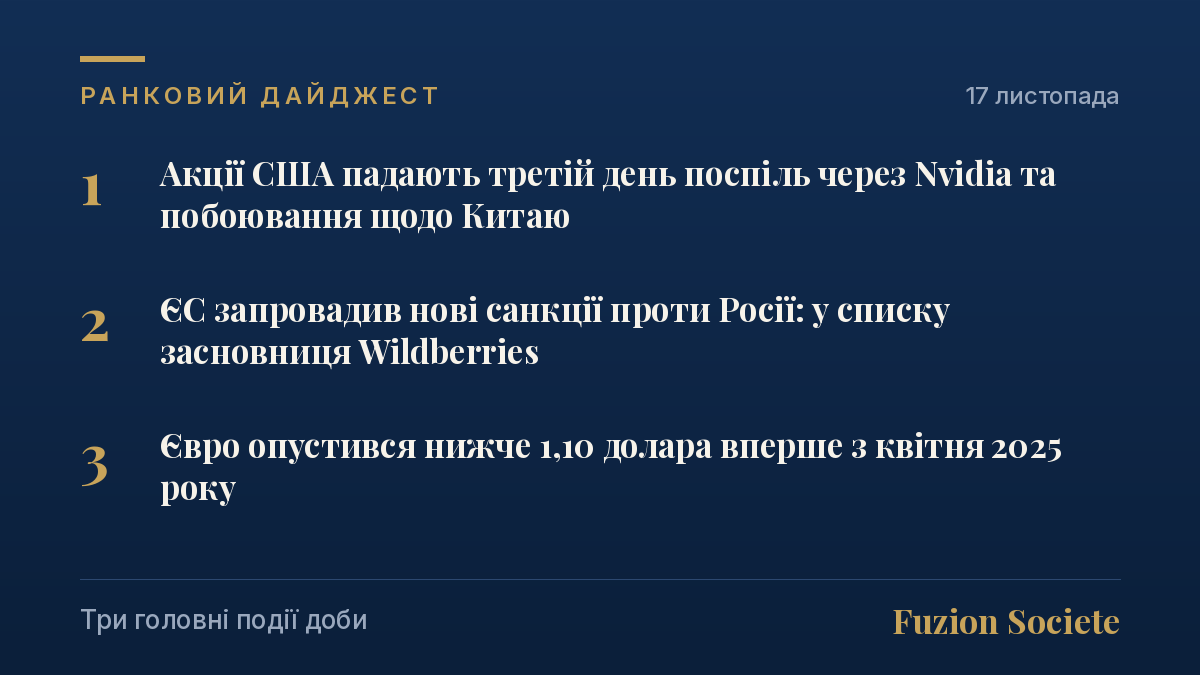 РАНКОВИЙ ДАЙДЖЕСТ
17 листопада
1
Акції США падають третій день поспіль через Nvidia та
побоювання щодо Китаю
2
ЄС запровадив нові санкції проти Росії: у списку
засновниця Wildberries
3
Євро опустився нижче 1,10 долара вперше з квітня 2025
року
Три головні події доби
Fuzion Societe